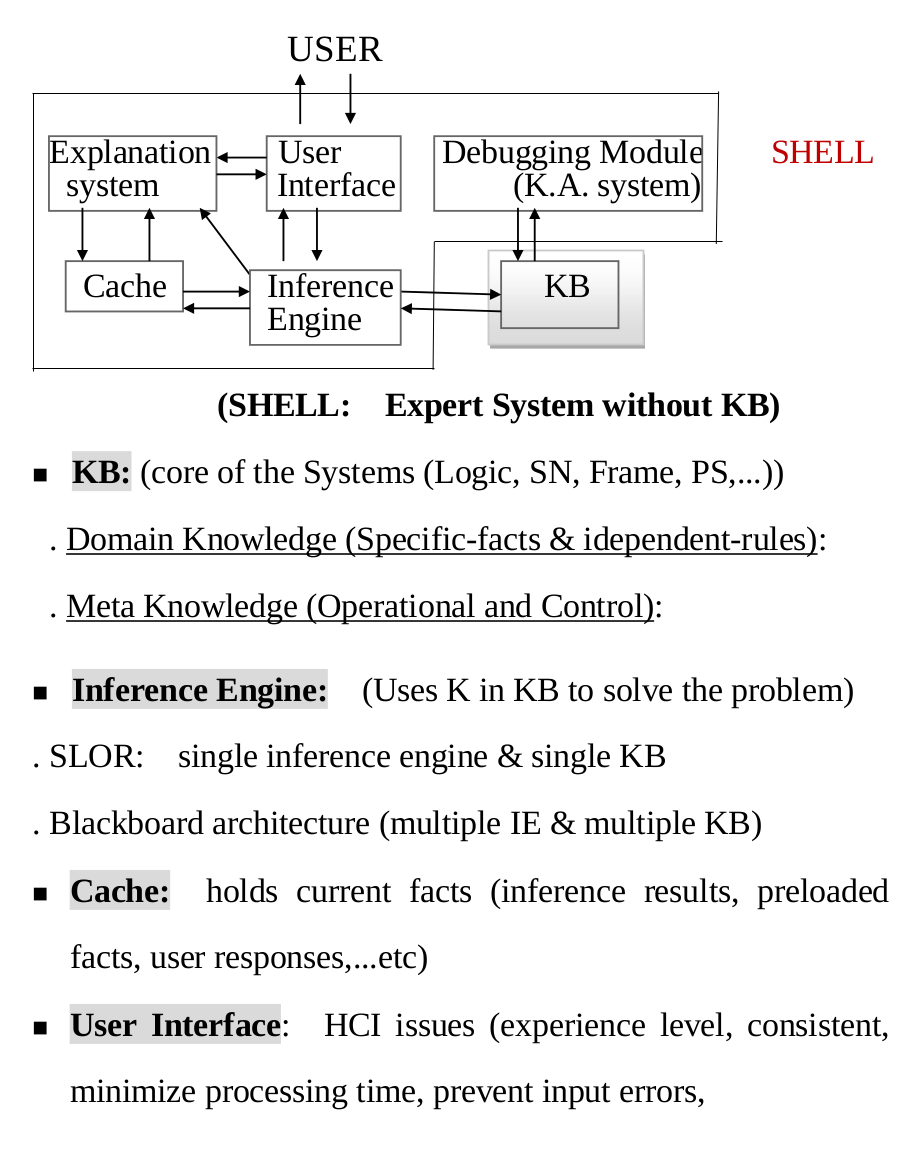 USER
Explanation system
User Interface
Debugging Module (K.A. system)
SHELL
Cache
Inference Engine
KB
(SHELL: Expert System without KB)
▪ KB: (core of the Systems (Logic, SN, Frame, PS,...))
. Domain Knowledge (Specific-facts & idependent-rules):
. Meta Knowledge (Operational and Control):
▪ Inference Engine: (Uses K in KB to solve the problem)
. SLOR: single inference engine & single KB
. Blackboard architecture (multiple IE & multiple KB)
▪ Cache: holds current facts (inference results, preloaded
facts, user responses,...etc)
▪ User Interface: HCI issues (experience level, consistent,
minimize processing time, prevent input errors,